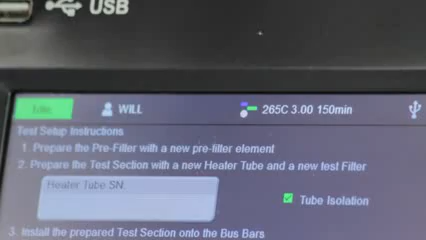 USB
Idle
WILL
265C 3.00 150min
Test Setup Instructions
1. Prepare the Pre-Filter with a new pre-filter element
2. Prepare the Test Section with a new Heater Tube and a new test Filter
Heater Tube SN:
Tube Isolation
3. Install the prepared Test Section onto the Bus Bars